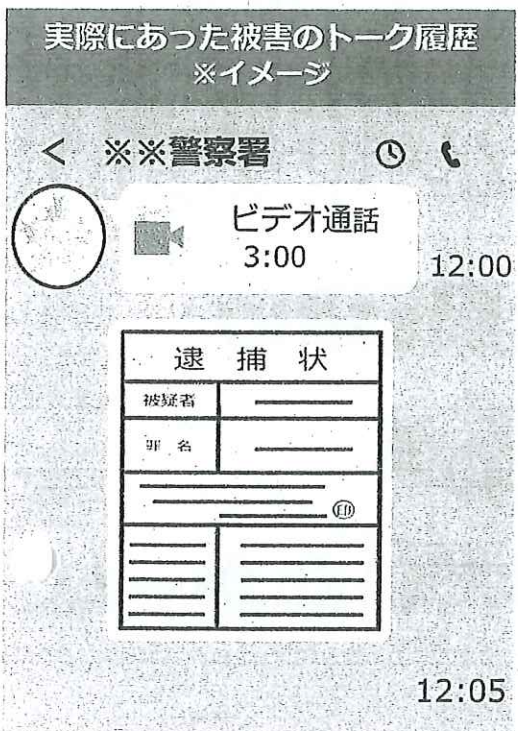 実際にあった被害のトーク履歴
※イメージ
< ※※警察署
ビデオ通話
3:00
12:00
逮捕状
被疑者
罪名
印
12:05